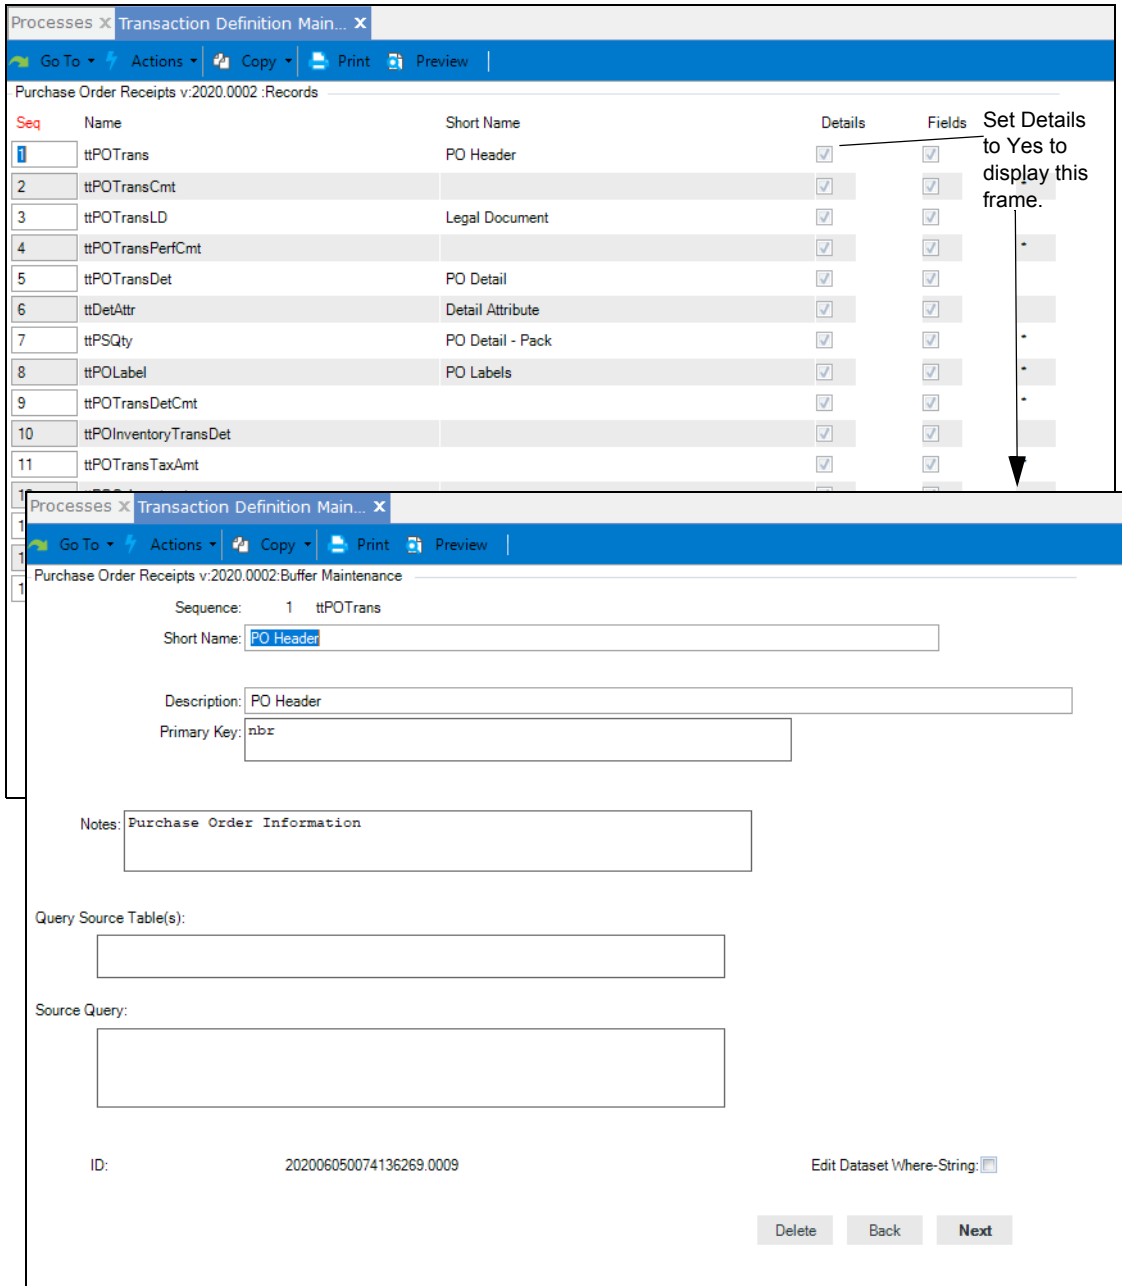 Processes X Transaction Definition Main... X
Go To Actions Copy Print Preview
Purchase Order Receipts v:2020.0002 :Records
Seq Name Short Name Details Fields
Set Details
to Yes to
display this
frame.
1 ttPOTrans PO Header
2 ttPOTransCmt *
3 ttPOTransLD Legal Document
4 ttPOTransPerfCmt *
5 ttPOTransDet PO Detail
6 ttDetAttr Detail Attribute
7 ttPSQty PO Detail - Pack *
8 ttPOLabel PO Labels *
9 ttPOTransDetCmt *
10 ttPOInventoryTransDet
11 ttPOTransTaxAmt
Processes X Transaction Definition Main... X
Go To Actions Copy Print Preview
Purchase Order Receipts v:2020.0002:Buffer Maintenance
Sequence: 1 ttPOTrans
Short Name: PO Header
Description: PO Header
Primary Key: nbr
Notes: Purchase Order Information
Query Source Table(s):
Source Query:
ID: 202006050074136269.0009 Edit Dataset Where-String:
Delete Back Next